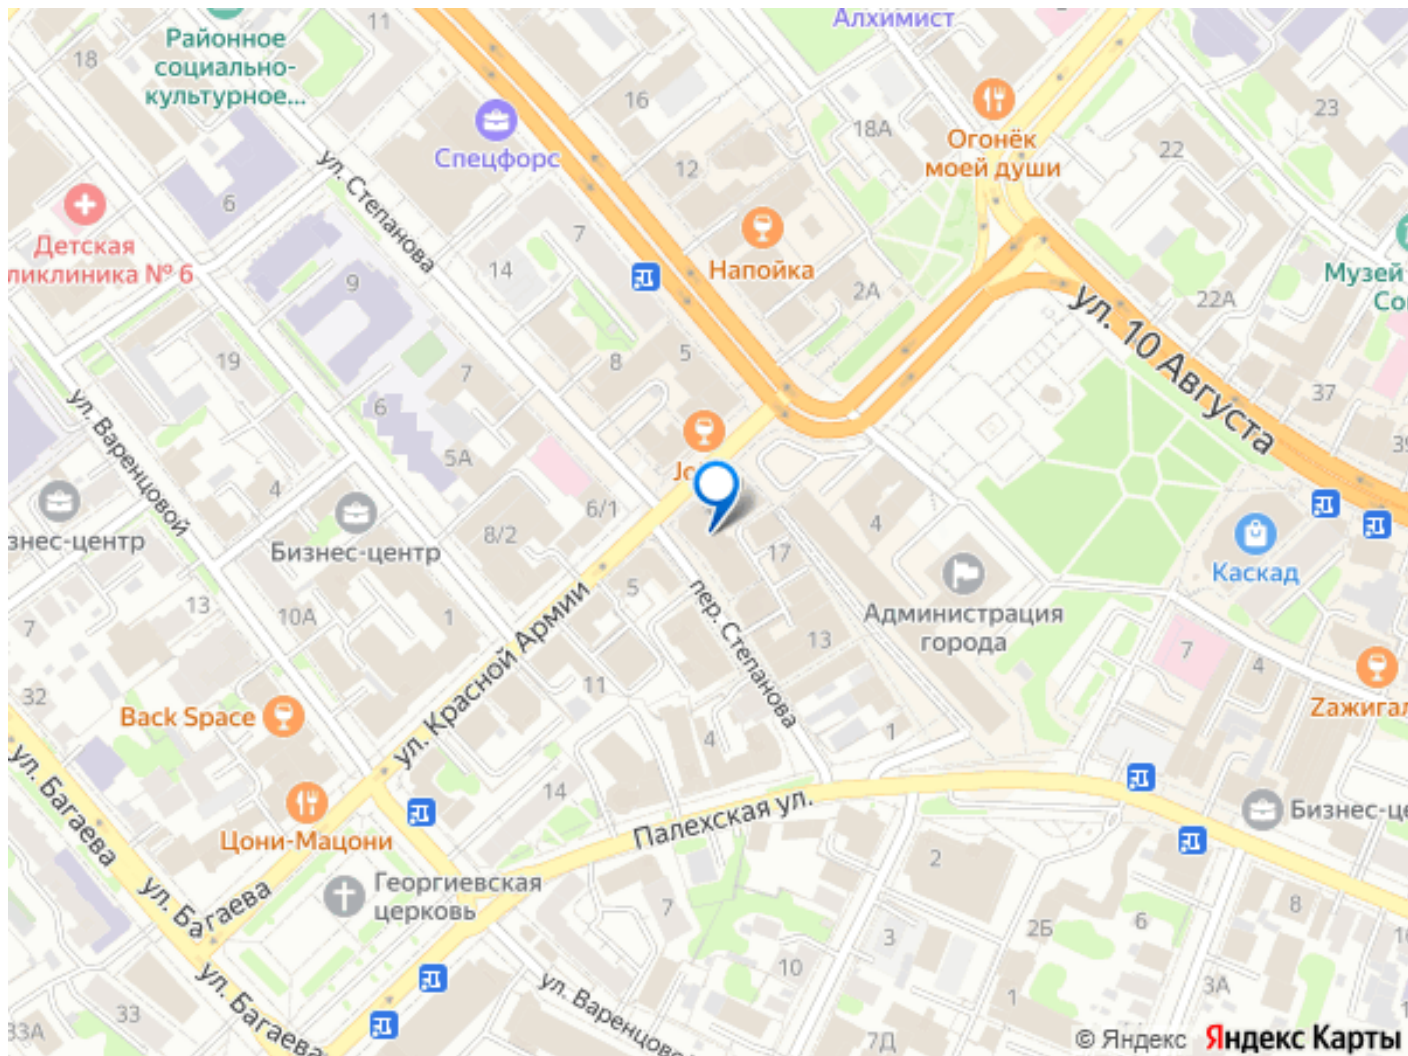 Алхимист
Районное
социально-
культурное...
11
18
16
23
Спецфорс
18А
Огонёк
моей души
22
12
ул. Степанова
6
7
Детская
ликлиника № 6
Напойка
14
9
2А
22А
Музей
ул. 10 Августа
19
8
5
7
37
6
ул. Варенцовой
39
5А
4
6/1
4
знес-центр
Бизнес-центр
8/2
17
Каскад
5
13
10А
1
7
пер. Степанова
13
Администрация
города
7
4
ул. Красной Армии
11
32
Back Space
4
1
Zажигал
ул. Багаева
14
Палехская ул.
Бизнес-це
Цони-Мацони
2
ул. Багаева
Георгиевская
церковь
7
8
2Б
6
3
10
ул. Багаева
ул. Варенцово
3А
1
33
33А
7Д
© Яндекс Яндекс Карты